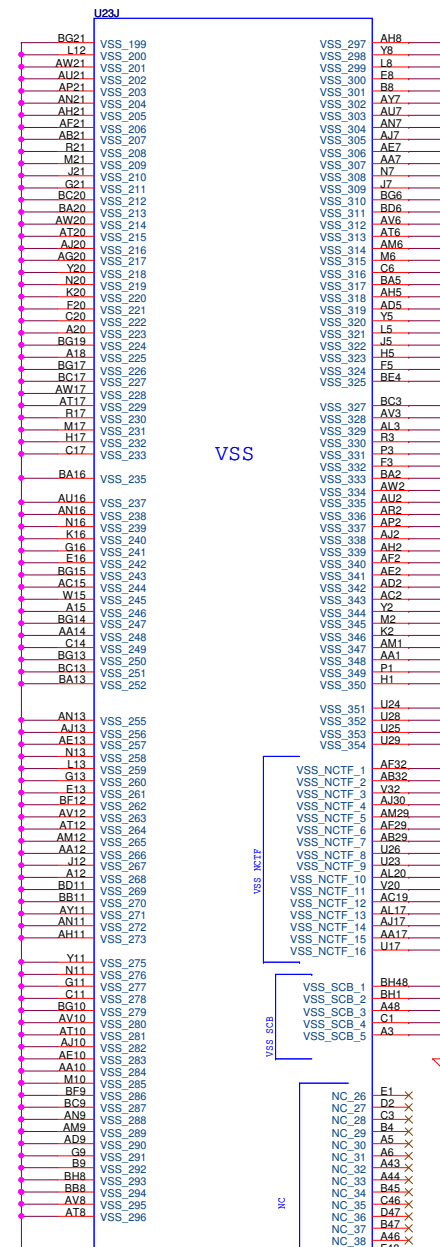 U23J
BG21 VSS_199
L12 VSS_200
AW21 VSS_201
AU21 VSS_202
AP21 VSS_203
AN21 VSS_204
AH21 VSS_205
AF21 VSS_206
AB21 VSS_207
R21 VSS_208
M21 VSS_209
J21 VSS_210
G21 VSS_211
BC20 VSS_212
BA20 VSS_213
AW20 VSS_214
AT20 VSS_215
AJ20 VSS_216
AG20 VSS_217
Y20 VSS_218
N20 VSS_219
K20 VSS_220
F20 VSS_221
C20 VSS_222
A20 VSS_223
BG19 VSS_224
A18 VSS_225
BG17 VSS_226
BC17 VSS_227
AW17 VSS_228
AT17 VSS_229
R17 VSS_230
M17 VSS_231
H17 VSS_232
C17 VSS_233
BA16 VSS_235
AU16 VSS_237
AN16 VSS_238
N16 VSS_239
K16 VSS_240
G16 VSS_241
E16 VSS_242
BG15 VSS_243
AC15 VSS_244
W15 VSS_245
A15 VSS_246
BG14 VSS_247
AA14 VSS_248
C14 VSS_249
BG13 VSS_250
BC13 VSS_251
BA13 VSS_252
AN13 VSS_255
AJ13 VSS_256
AE13 VSS_257
N13 VSS_258
L13 VSS_259
G13 VSS_260
E13 VSS_261
BF12 VSS_262
AV12 VSS_263
AT12 VSS_264
AM12 VSS_265
AA12 VSS_266
J12 VSS_267
A12 VSS_268
BD11 VSS_269
BB11 VSS_270
AY11 VSS_271
AN11 VSS_272
AH11 VSS_273
Y11 VSS_275
N11 VSS_276
G11 VSS_277
C11 VSS_278
BG10 VSS_279
AV10 VSS_280
AT10 VSS_281
AJ10 VSS_282
AE10 VSS_283
AA10 VSS_284
M10 VSS_285
BF9 VSS_286
BC9 VSS_287
AN9 VSS_288
AM9 VSS_289
AD9 VSS_290
G9 VSS_291
B9 VSS_292
BH8 VSS_293
BB8 VSS_294
AV8 VSS_295
AT8 VSS_296
VSS
VSS_297 AH8
VSS_298 Y8
VSS_299 L8
VSS_300 E8
VSS_301 B8
VSS_302 AY7
VSS_303 AU7
VSS_304 AN7
VSS_305 AJ7
VSS_306 AE7
VSS_307 AA7
VSS_308 N7
VSS_309 J7
VSS_310 BG6
VSS_311 BD6
VSS_312 AV6
VSS_313 AT6
VSS_314 AM6
VSS_315 M6
VSS_316 C6
VSS_317 BA5
VSS_318 AH5
VSS_319 AD5
VSS_320 Y5
VSS_321 L5
VSS_322 J5
VSS_323 H5
VSS_324 F5
VSS_325 BE4
VSS_327 BC3
VSS_328 AV3
VSS_329 AL3
VSS_330 R3
VSS_331 P3
VSS_332 F3
VSS_333 BA2
VSS_334 AW2
VSS_335 AU2
VSS_336 AR2
VSS_337 AP2
VSS_338 AJ2
VSS_339 AH2
VSS_340 AF2
VSS_341 AE2
VSS_342 AD2
VSS_343 AC2
VSS_344 Y2
VSS_345 M2
VSS_346 K2
VSS_347 AM1
VSS_348 AA1
VSS_349 P1
VSS_350 H1
VSS_351 U24
VSS_352 U28
VSS_353 U25
VSS_354 U29
VSS NCTF
VSS_NCTF_1 AF32
VSS_NCTF_2 AB32
VSS_NCTF_3 V32
VSS_NCTF_4 AJ30
VSS_NCTF_5 AM29
VSS_NCTF_6 AF29
VSS_NCTF_7 AB29
VSS_NCTF_8 U26
VSS_NCTF_9 U23
VSS_NCTF_10 AL20
VSS_NCTF_11 V20
VSS_NCTF_12 AC19
VSS_NCTF_13 AL17
VSS_NCTF_14 AJ17
VSS_NCTF_15 AA17
VSS_NCTF_16 U17
VSS SCB
VSS_SCB_1 BH48
VSS_SCB_2 BH1
VSS_SCB_3 A48
VSS_SCB_4 C1
VSS_SCB_5 A3
NC
NC_26 E1
NC_27 D2
NC_28 C3
NC_29 B4
NC_30 A5
NC_31 A6
NC_32 A43
NC_33 A44
NC_34 B45
NC_35 C46
NC_36 D47
NC_37 B47
NC_38 A46